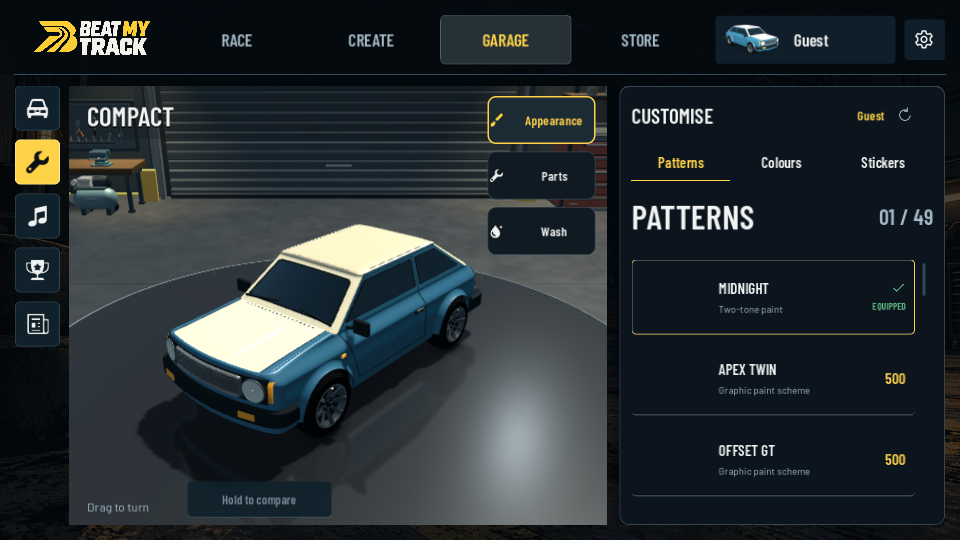 BEAT MY
TRACK
RACE
CREATE
GARAGE
STORE
Guest
COMPACT
Appearance
Parts
Wash
Drag to turn
Hold to compare
CUSTOMISE
Guest
Patterns
Colours
Stickers
PATTERNS
01 / 49
MIDNIGHT
Two-tone paint
EQUIPPED
APEX TWIN
Graphic paint scheme
500
OFFSET GT
Graphic paint scheme
500